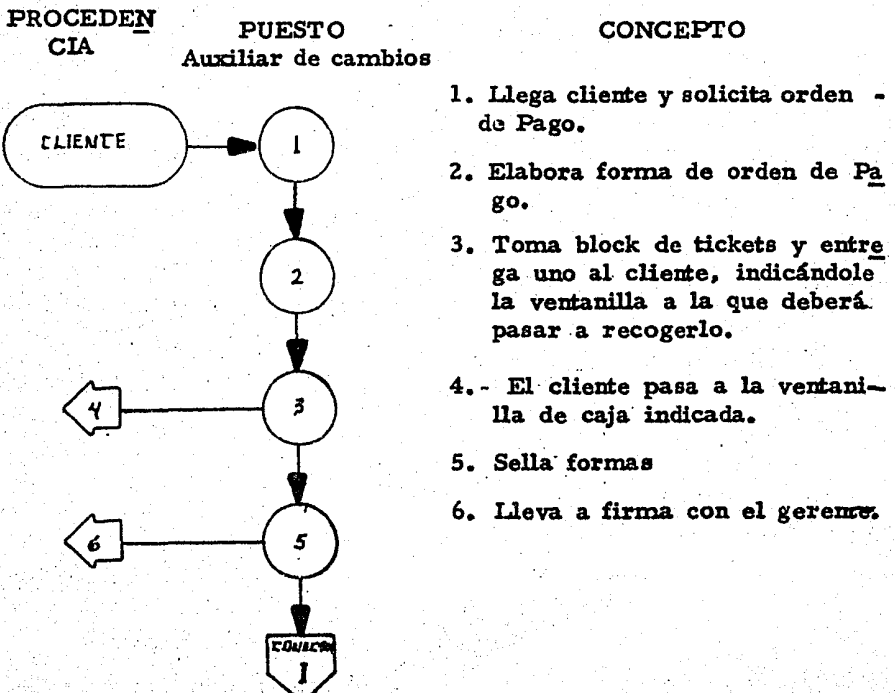 PROCEDEN
CIA
PUESTO
Auxiliar de cambios
CONCEPTO
CLIENTE
1
2
3
4
5
6
CONECTOR
I
1. Llega cliente y solicita orden -
de Pago.
2. Elabora forma de orden de Pa
go.
3. Toma block de tickets y entre
ga uno al cliente, indicándole
la ventanilla a la que deberá
pasar a recogerlo.
4.- El cliente pasa a la ventani-
lla de caja indicada.
5. Sella formas
6. Lleva a firma con el gerente.